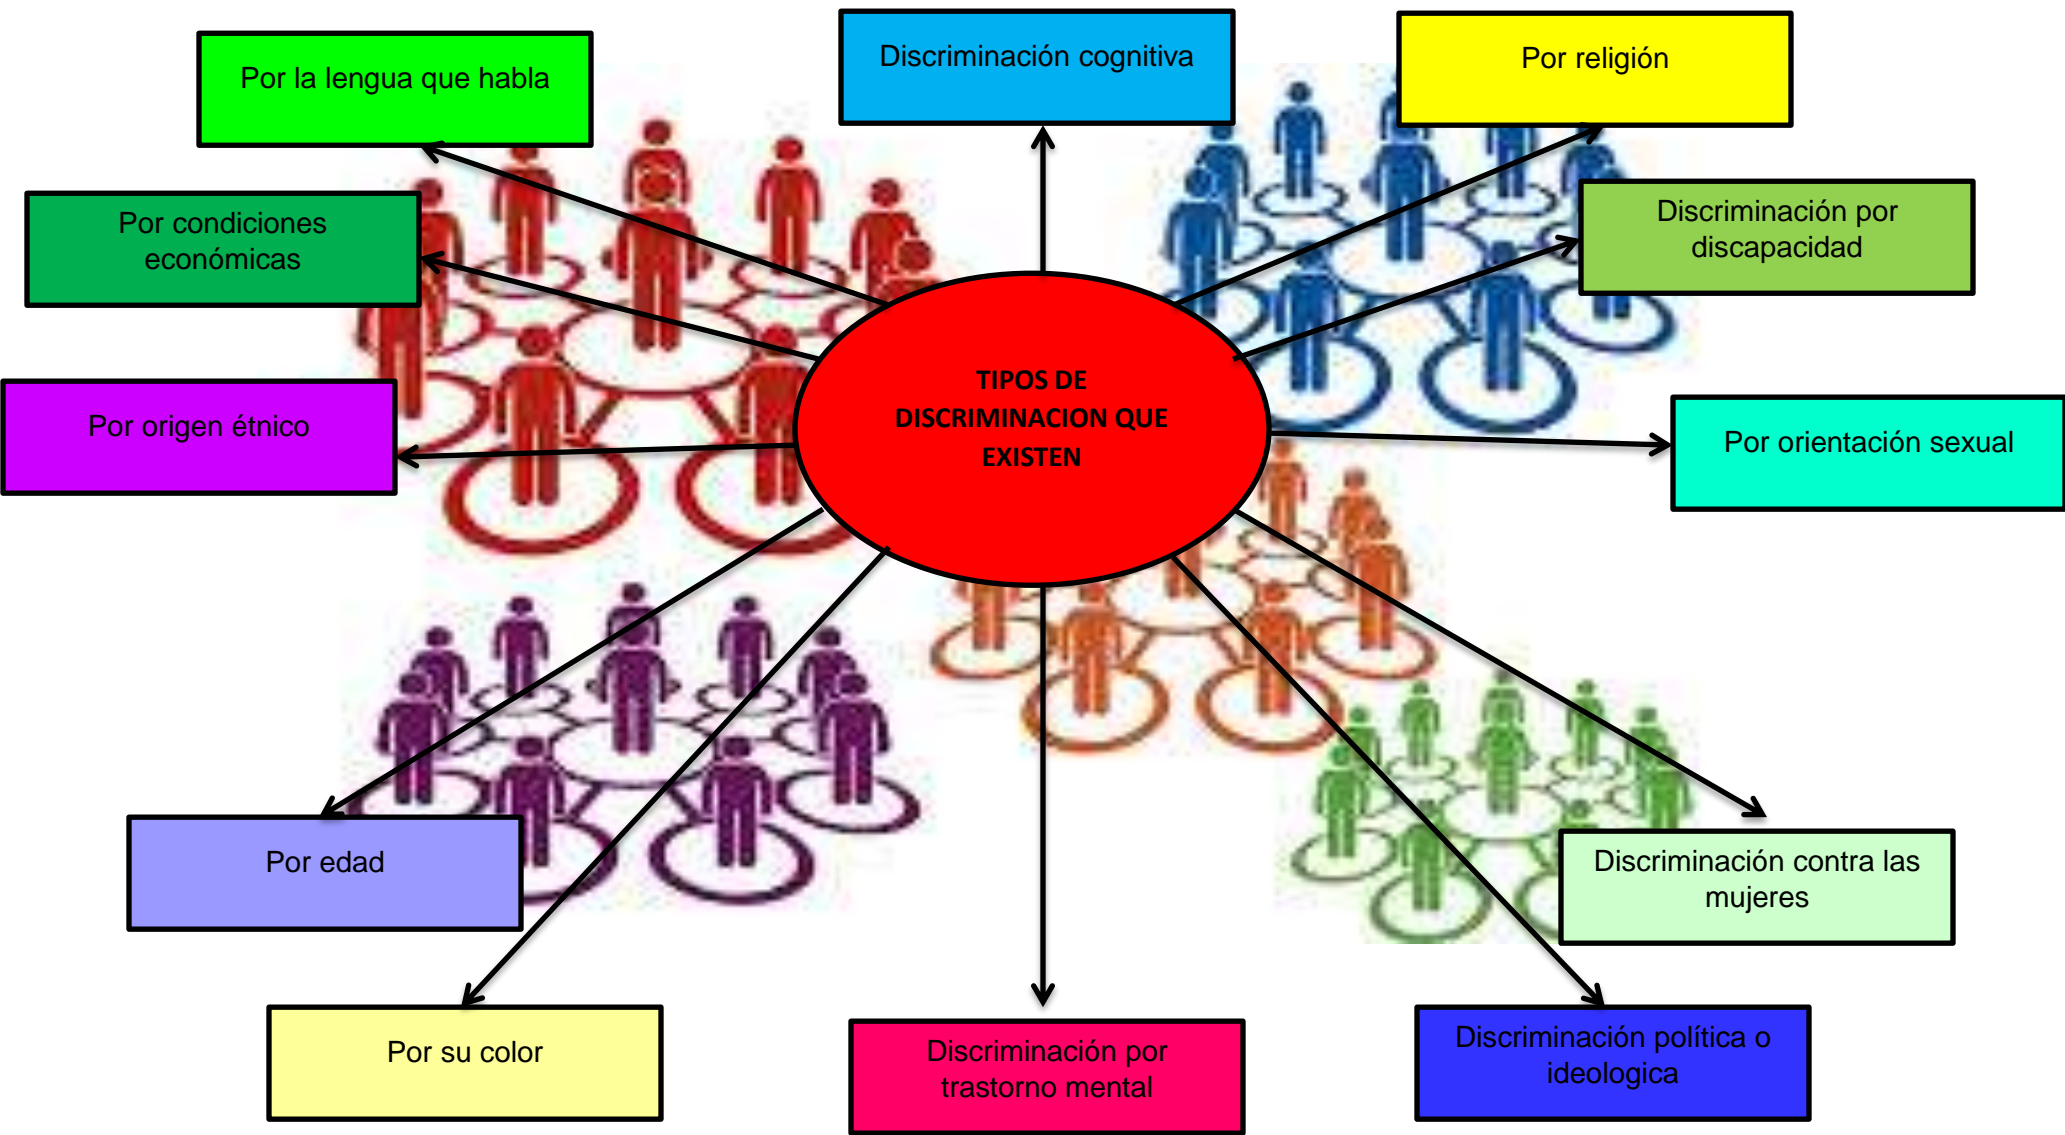 Por la lengua que habla
Discriminación cognitiva
Por religión
Por condiciones
económicas
Discriminación por
discapacidad
TIPOS DE
DISCRIMINACION QUE
EXISTEN
Por origen étnico
Por orientación sexual
Por edad
Discriminación contra las
mujeres
Por su color
Discriminación por
trastorno mental
Discriminación política o
ideologica